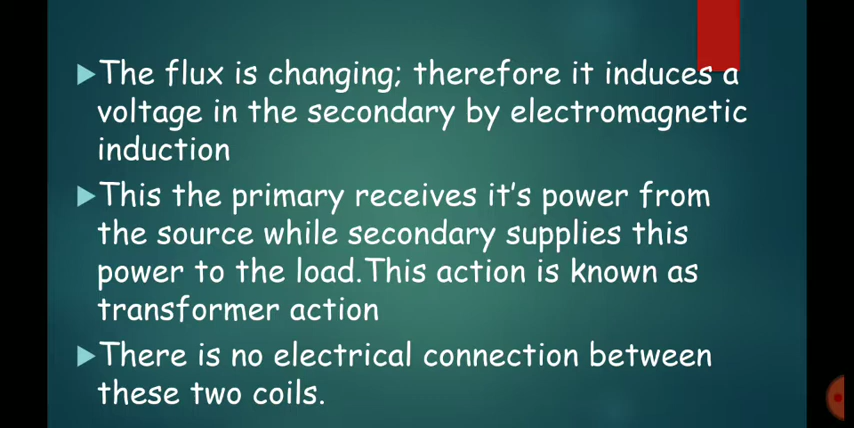 The flux is changing; therefore it induces a
voltage in the secondary by electromagnetic
induction
This the primary receives it's power from
the source while secondary supplies this
power to the load.This action is known as
transformer action
There is no electrical connection between
these two coils.